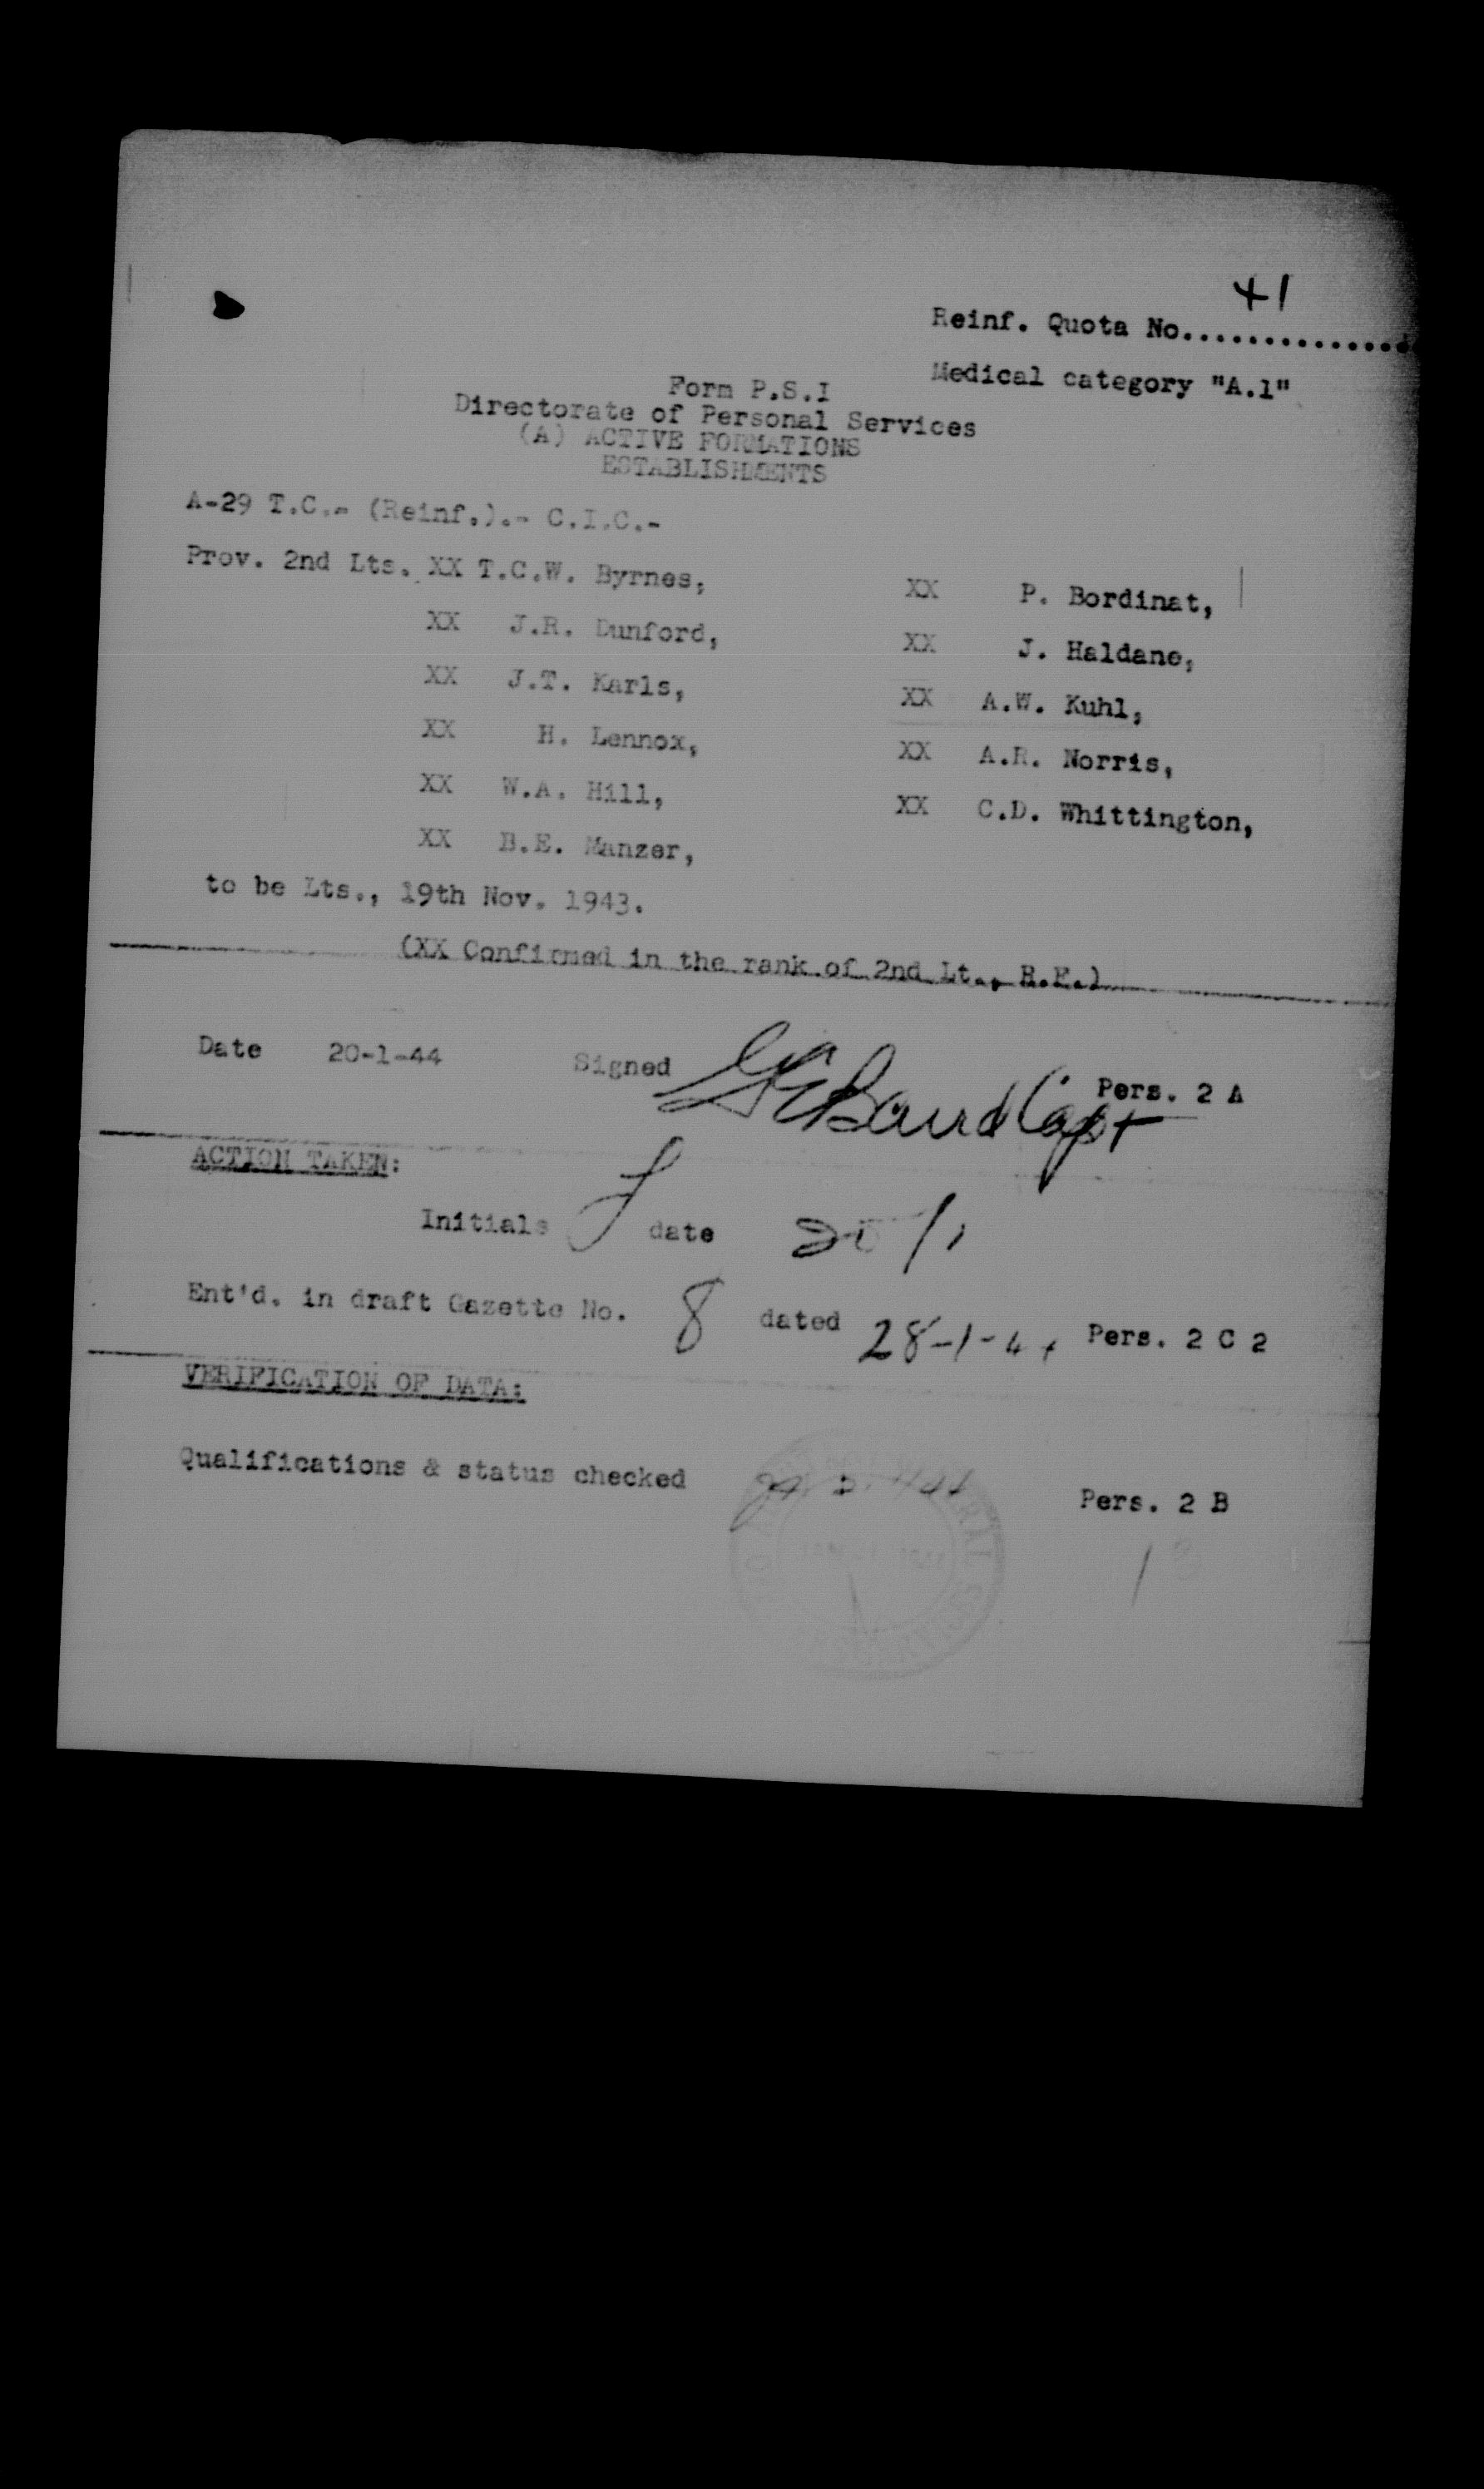 41
Reinf. Quota No...............
Medical category "A.1"
Form P.S.I
Directorate of Personal Services
(A) ACTIVE FORMATIONS
ESTABLISHMENTS
A-29 T.C.- (Reinf.).- C.I.C.-
Prov. 2nd Lts. XX T.C.W. Byrnes, XX P. Bordinat,
XX J.R. Dunford, XX J. Haldane,
XX J.T. Karls, XX A.W. Kuhl,
XX H. Lennox, XX A.R. Norris,
XX W.A. Hill, XX C.D. Whittington,
XX B.E. Manzer,
to be Lts., 19th Nov. 1943.
(XX Confirmed in the rank of 2nd Lt., R.F.)
Date 20-1-44 Signed Capt Pers. 2 A
ACTION TAKEN:
Initials date 20/1
Ent'd. in draft Gazette No. 8 dated 28-1-44 Pers. 2 C 2
VERIFICATION OF DATA:
Qualifications & status checked Pers. 2 B